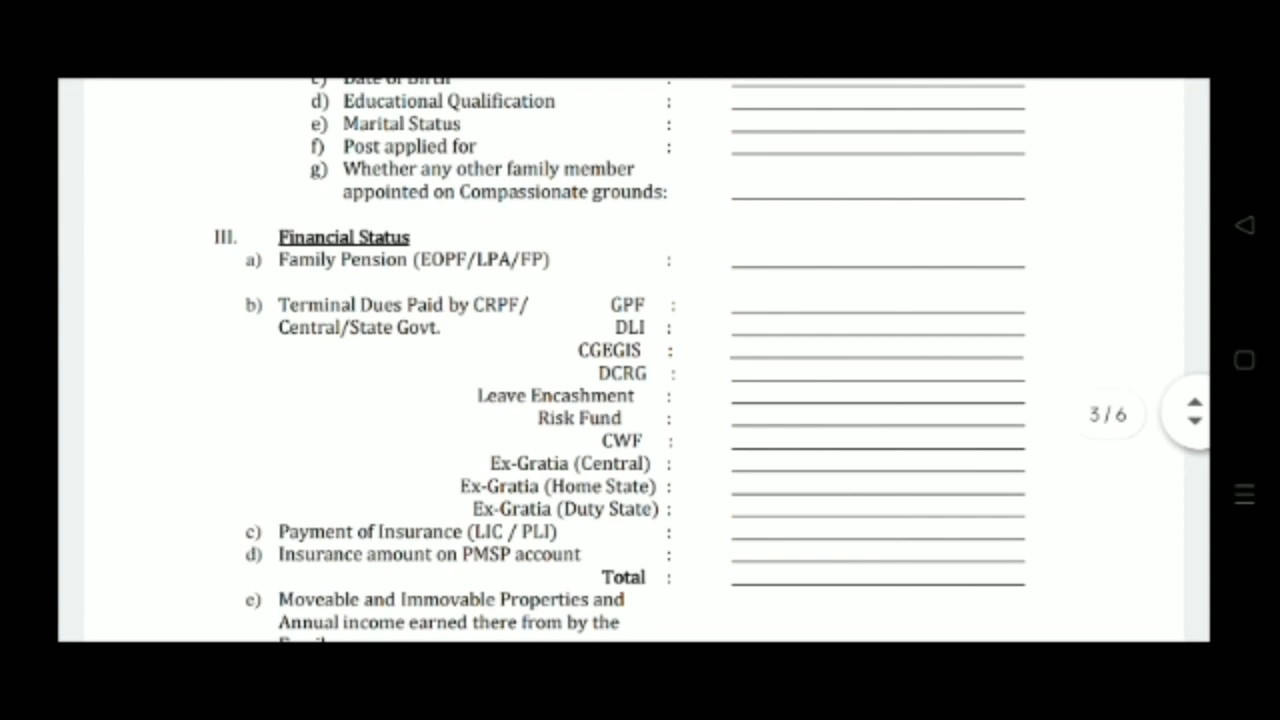 c) Date of Birth :
d) Educational Qualification :
e) Marital Status :
f) Post applied for :
g) Whether any other family member
appointed on Compassionate grounds:
III. Financial Status
a) Family Pension (EOPF/LPA/FP) :
b) Terminal Dues Paid by CRPF/ GPF :
Central/State Govt. DLI :
CGEGIS :
DCRG :
Leave Encashment :
Risk Fund :
CWF :
Ex-Gratia (Central) :
Ex-Gratia (Home State) :
Ex-Gratia (Duty State) :
c) Payment of Insurance (LIC / PLI) :
d) Insurance amount on PMSP account :
Total :
e) Moveable and Immovable Properties and
Annual income earned there from by the
3/6